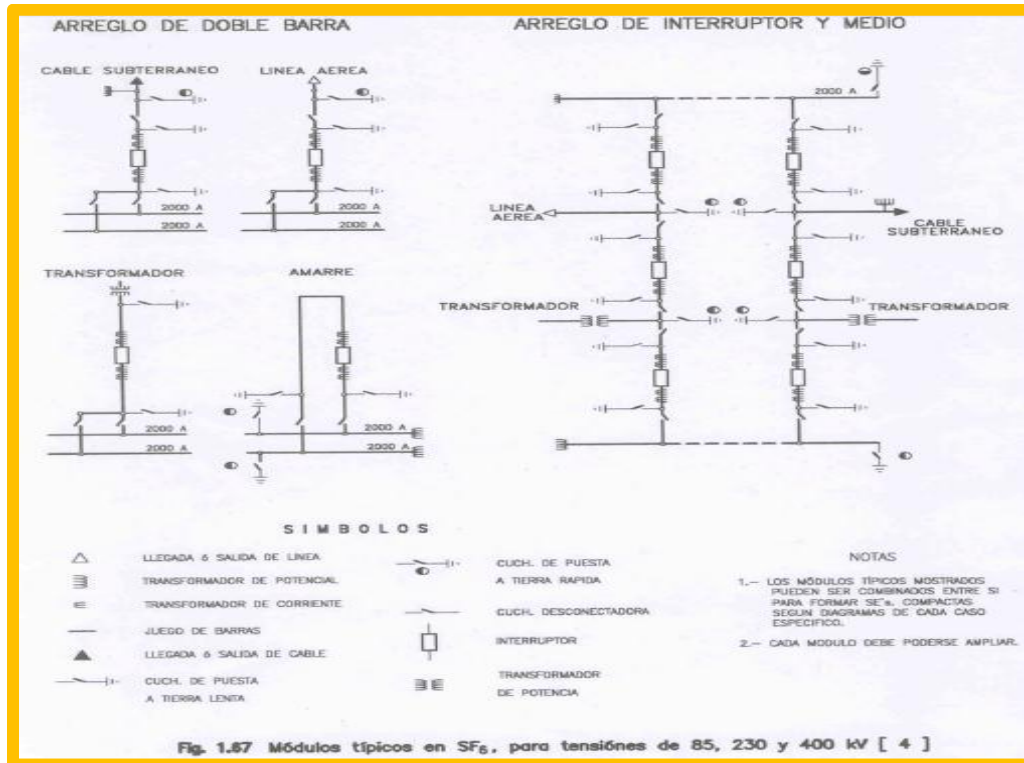 ARREGLO DE DOBLE BARRA
ARREGLO DE INTERRUPTOR Y MEDIO
CABLE SUBTERRANEO
LINEA AEREA
2000 A
2000 A
2000 A
2000 A
2000 A
LINEA
AEREA
CABLE
SUBTERRANEO
TRANSFORMADOR
AMARRE
TRANSFORMADOR
TRANSFORMADOR
2000 A
2000 A
2000 A
2000 A
SIMBOLOS
LLEGADA ó SALIDA DE LÍNEA
TRANSFORMADOR DE POTENCIAL
TRANSFORMADOR DE CORRIENTE
JUEGO DE BARRAS
LLEGADA ó SALIDA DE CABLE
CUCH. DE PUESTA
A TIERRA LENTA
CUCH. DE PUESTA
A TIERRA RAPIDA
CUCH. DESCONECTADORA
INTERRUPTOR
TRANSFORMADOR
DE POTENCIA
NOTAS
1.- LOS MÓDULOS TÍPICOS MOSTRADOS
PUEDEN SER COMBINADOS ENTRE SI
PARA FORMAR SE's. COMPACTAS
SEGUN DIAGRAMAS DE CADA CASO
ESPECIFICO.
2.- CADA MODULO DEBE PODERSE AMPLIAR.
Fig. 1.67 Módulos típicos en SF₆, para tensiónes de 85, 230 y 400 kV [ 4 ]